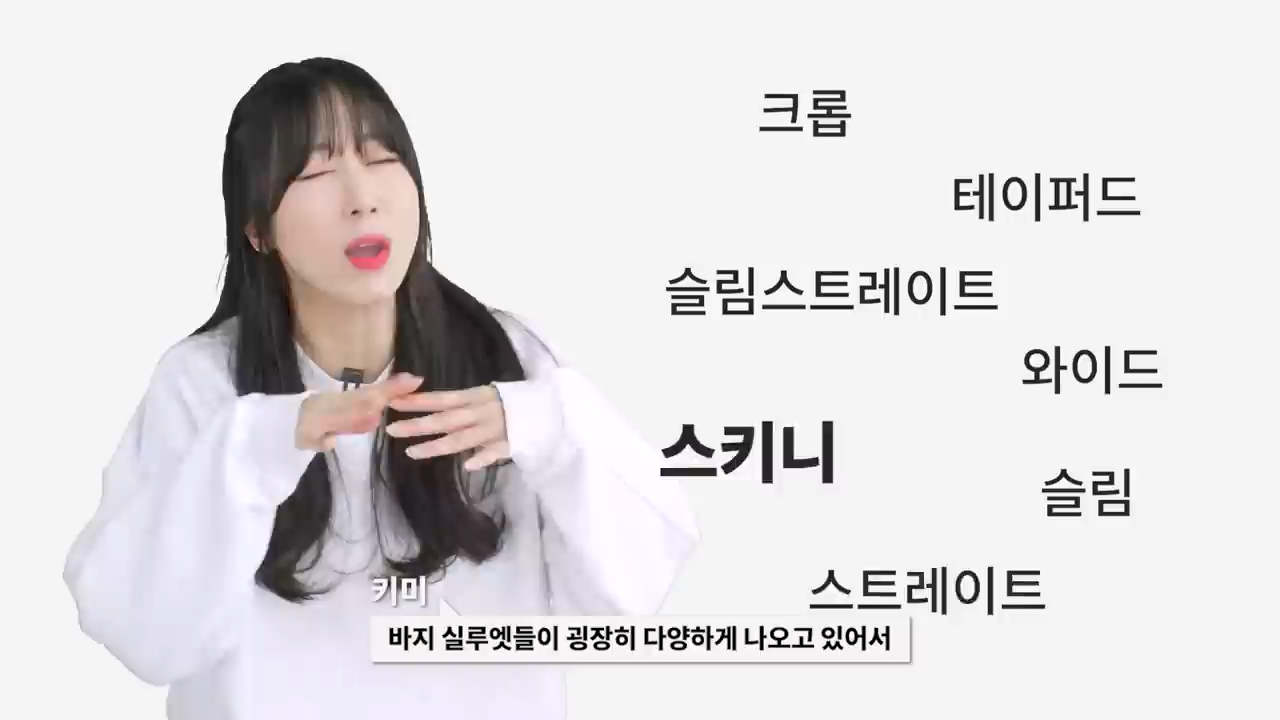 크롭
테이퍼드
슬림스트레이트
와이드
스키니
슬림
스트레이트
키미
바지 실루엣들이 굉장히 다양하게 나오고 있어서